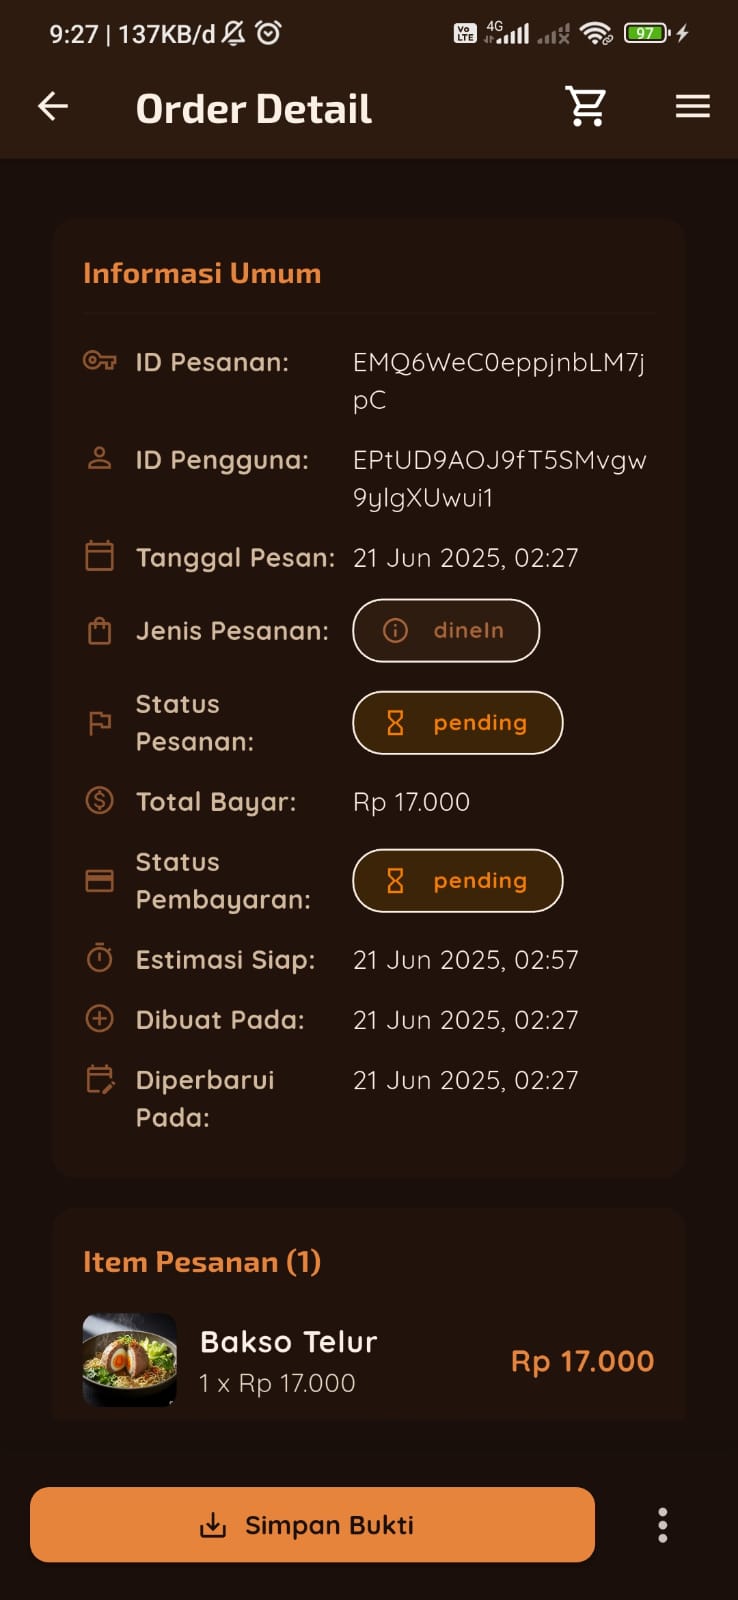 9:27 | 137KB/d
Vo LTE 4G 97
Order Detail
Informasi Umum
ID Pesanan: EMQ6WeC0eppjnbLM7j
pC
ID Pengguna: EPtUD9AOJ9fT5SMvgw
9ylgXUwui1
Tanggal Pesan: 21 Jun 2025, 02:27
Jenis Pesanan: dineIn
Status
Pesanan: pending
Total Bayar: Rp 17.000
Status
Pembayaran: pending
Estimasi Siap: 21 Jun 2025, 02:57
Dibuat Pada: 21 Jun 2025, 02:27
Diperbarui 21 Jun 2025, 02:27
Pada:
Item Pesanan (1)
Bakso Telur
1 x Rp 17.000
Rp 17.000
Simpan Bukti